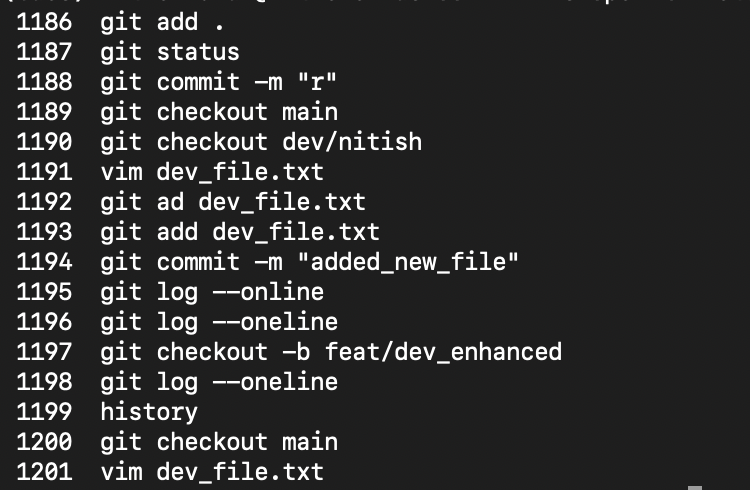 1186 git add .
1187 git status
1188 git commit -m "r"
1189 git checkout main
1190 git checkout dev/nitish
1191 vim dev_file.txt
1192 git ad dev_file.txt
1193 git add dev_file.txt
1194 git commit -m "added_new_file"
1195 git log --online
1196 git log --oneline
1197 git checkout -b feat/dev_enhanced
1198 git log --oneline
1199 history
1200 git checkout main
1201 vim dev_file.txt